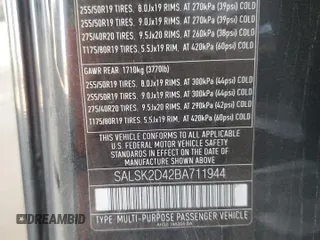 255/50R19 TIRES. 8.0Jx19 RIMS. AT 270kPa (39psi) COLD
255/50R19 TIRES. 9.0Jx19 RIMS. AT 270kPa (39psi) COLD
275/40R20 TIRES. 9.5Jx20 RIMS. AT 260kPa (38psi) COLD
T175/80R19 TIRES. 5.5Jx19 RIM. AT 420kPa (60psi) COLD
GAWR REAR 1710kg (3770lb)
255/50R19 TIRES. 8.0Jx19 RIMS. AT 300kPa (44psi) COLD
255/50R19 TIRES. 9.0Jx19 RIMS. AT 300kPa (44psi) COLD
275/40R20 TIRES. 9.5Jx20 RIMS. AT 290kPa (42psi) COLD
T175/80R19 TIRES. 5.5Jx19 RIM. AT 420kPa (60psi) COLD
THIS VEHICLE CONFORMS TO ALL APPLICABLE
U.S. FEDERAL MOTOR VEHICLE SAFETY
STANDARDS IN EFFECT ON THE DATE OF
MANUFACTURE SHOWN ABOVE.
SALSK2D42BA711944
TYPE: MULTI-PURPOSE PASSENGER VEHICLE